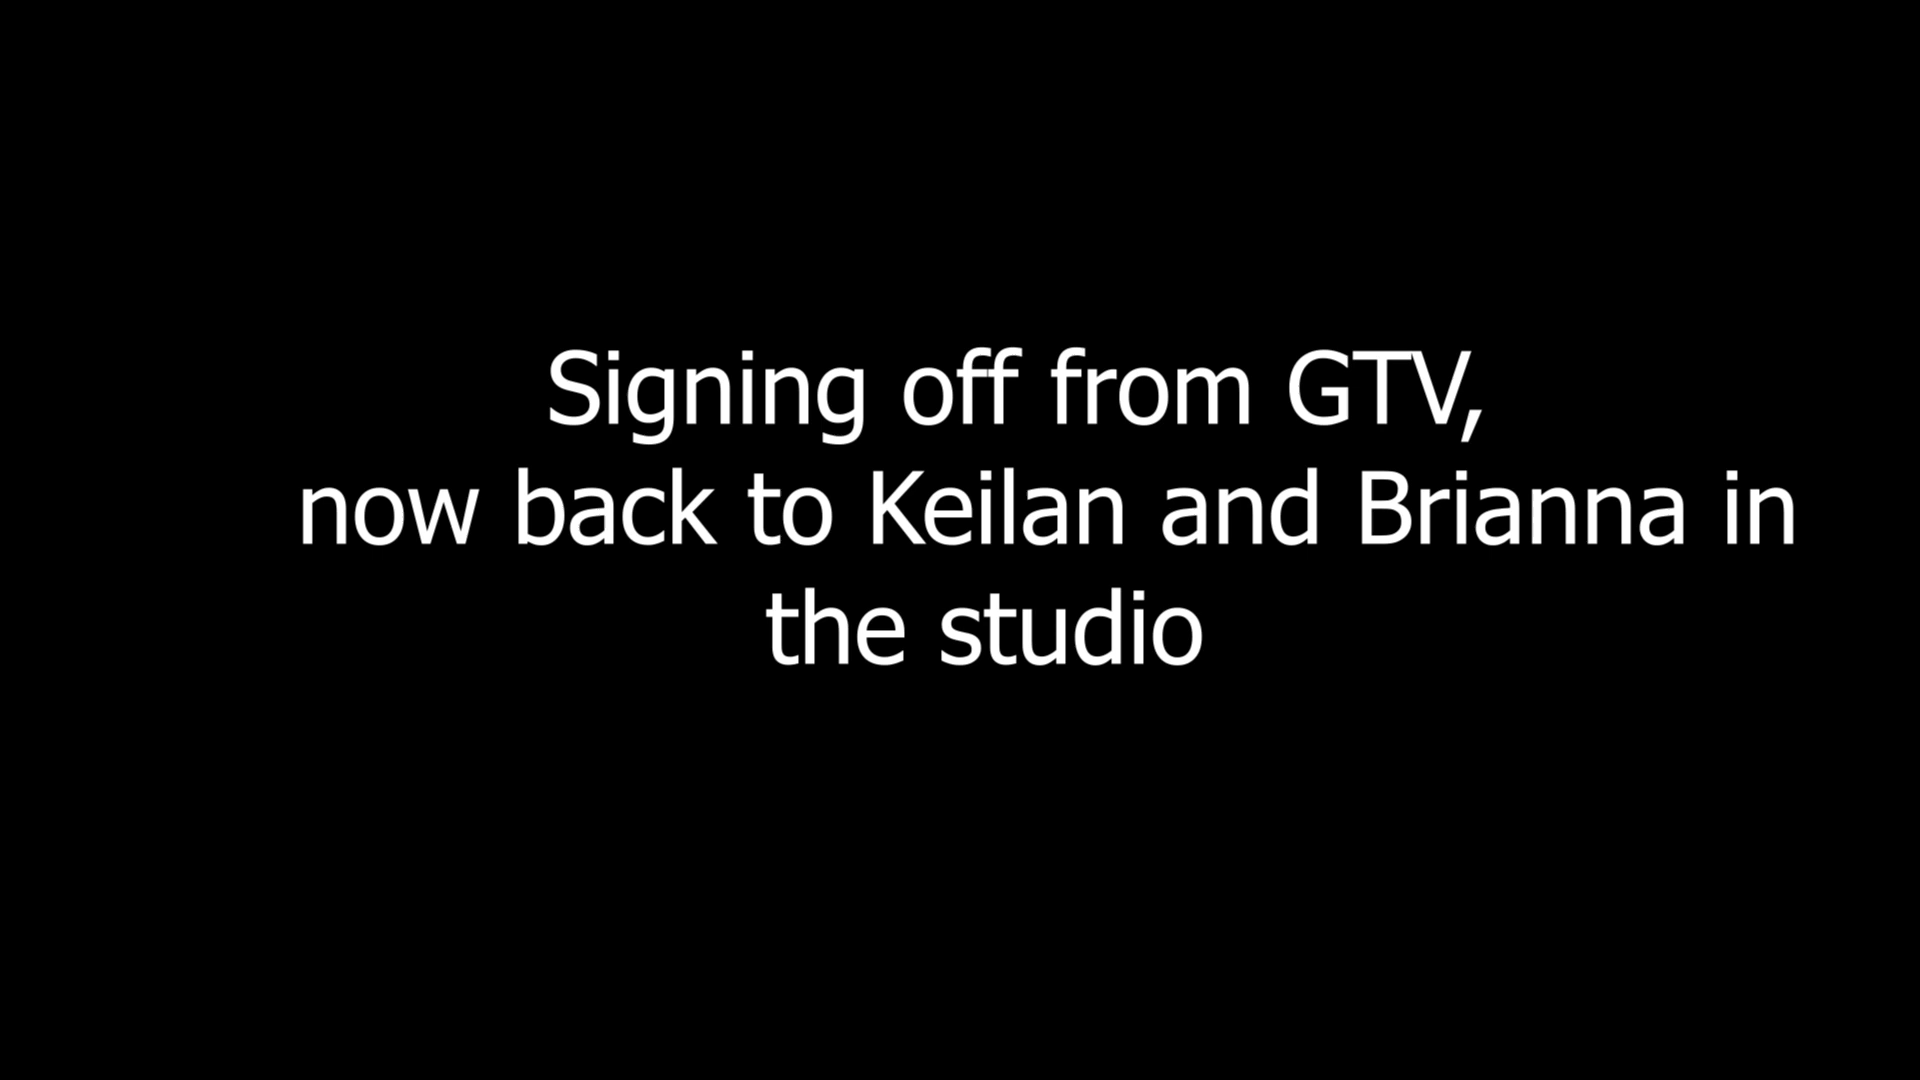 Signing off from GTV,
now back to Keilan and Brianna in
the studio